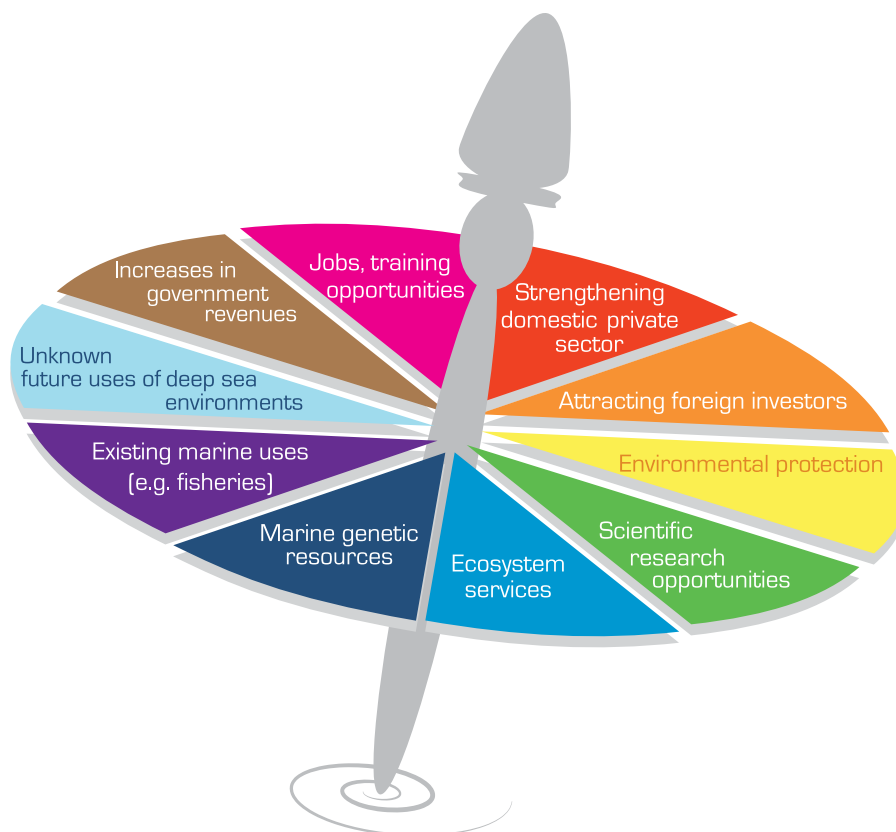 Jobs, training
opportunities
Strengthening
domestic private
sector
Attracting foreign investors
Environmental protection
Scientific
research
opportunities
Ecosystem
services
Marine genetic
resources
Existing marine uses
(e.g. fisheries)
Unknown
future uses of deep sea
environments
Increases in
government
revenues